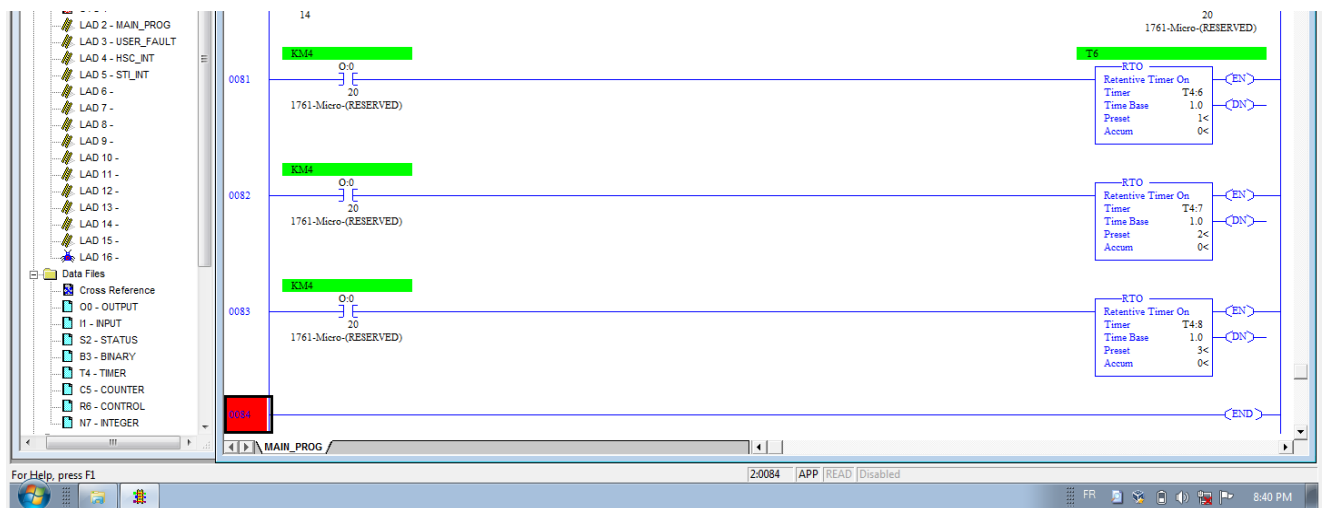 LAD 2 - MAIN_PROG
LAD 3 - USER_FAULT
LAD 4 - HSC_INT
LAD 5 - STI_INT
LAD 6 -
LAD 7 -
LAD 8 -
LAD 9 -
LAD 10 -
LAD 11 -
LAD 12 -
LAD 13 -
LAD 14 -
LAD 15 -
LAD 16 -
Data Files
Cross Reference
O0 - OUTPUT
I1 - INPUT
S2 - STATUS
B3 - BINARY
T4 - TIMER
C5 - COUNTER
R6 - CONTROL
N7 - INTEGER
14
20
1761-Micro-(RESERVED)
KM4
T6
0081
O:0
20
1761-Micro-(RESERVED)
RTO
Retentive Timer On
Timer T4:6
Time Base 1.0
Preset 1<
Accum 0<
EN
DN
KM4
0082
O:0
20
1761-Micro-(RESERVED)
RTO
Retentive Timer On
Timer T4:7
Time Base 1.0
Preset 2<
Accum 0<
EN
DN
KM4
0083
O:0
20
1761-Micro-(RESERVED)
RTO
Retentive Timer On
Timer T4:8
Time Base 1.0
Preset 3<
Accum 0<
EN
DN
0084
END
MAIN_PROG
For Help, press F1
2:0084 APP READ Disabled
FR
8:40 PM